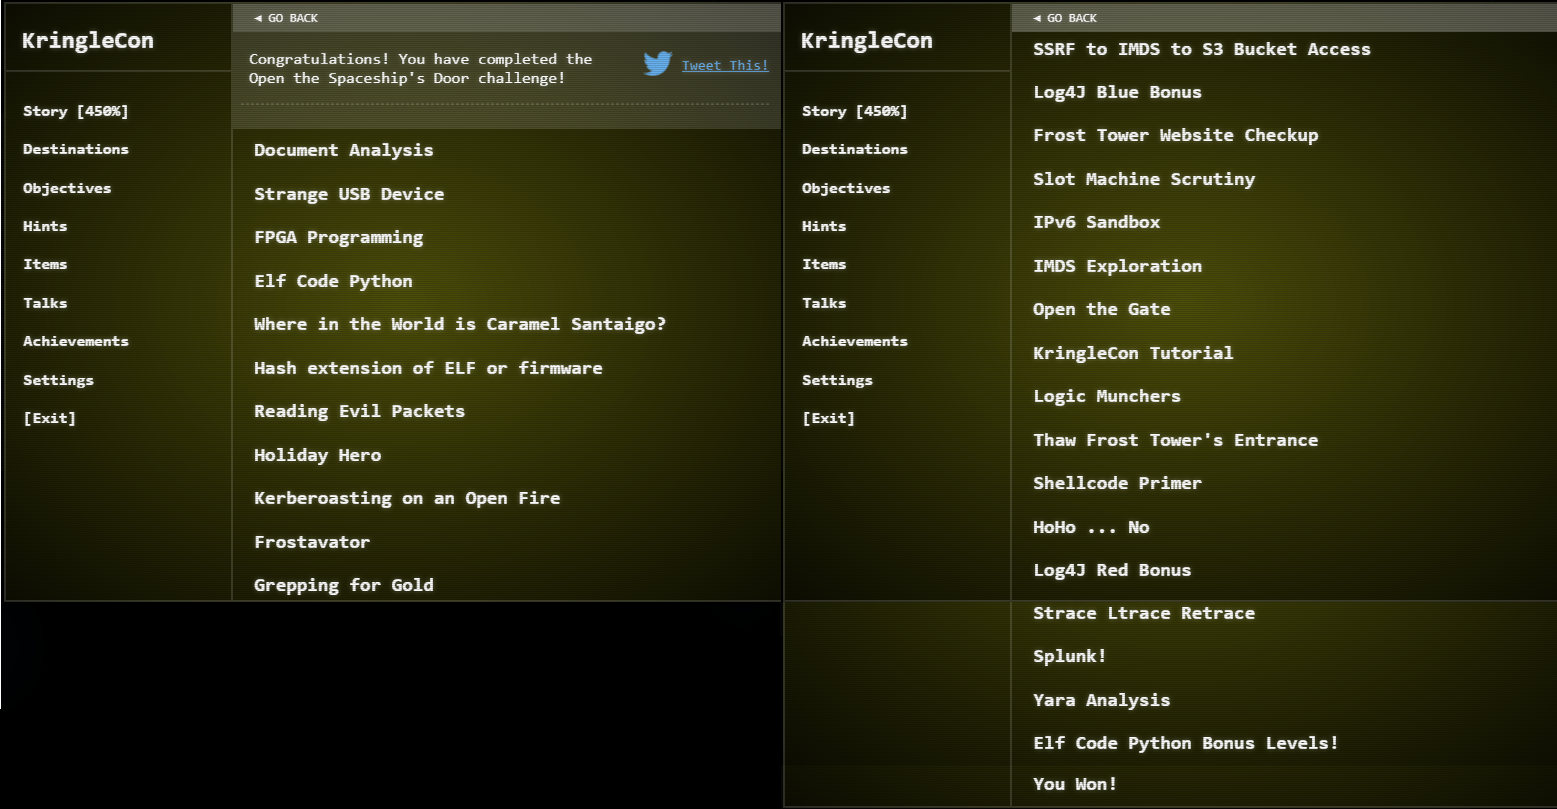 KringleCon
Story [450%]
Destinations
Objectives
Hints
Items
Talks
Achievements
Settings
[Exit]
◄ GO BACK
Congratulations! You have completed the
Open the Spaceship's Door challenge!
Tweet This!
Document Analysis
Strange USB Device
FPGA Programming
Elf Code Python
Where in the World is Caramel Santaigo?
Hash extension of ELF or firmware
Reading Evil Packets
Holiday Hero
Kerberoasting on an Open Fire
Frostavator
Grepping for Gold
KringleCon
Story [450%]
Destinations
Objectives
Hints
Items
Talks
Achievements
Settings
[Exit]
◄ GO BACK
SSRF to IMDS to S3 Bucket Access
Log4J Blue Bonus
Frost Tower Website Checkup
Slot Machine Scrutiny
IPv6 Sandbox
IMDS Exploration
Open the Gate
KringleCon Tutorial
Logic Munchers
Thaw Frost Tower's Entrance
Shellcode Primer
HoHo ... No
Log4J Red Bonus
Strace Ltrace Retrace
Splunk!
Yara Analysis
Elf Code Python Bonus Levels!
You Won!